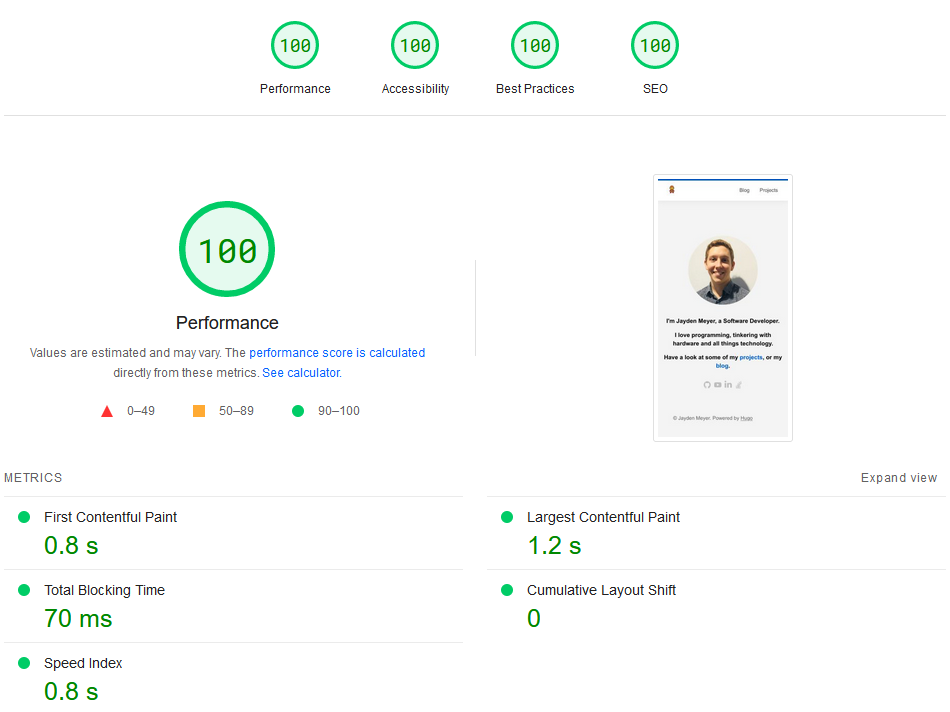 100
100
100
100
Performance
Accessibility
Best Practices
SEO
100
Performance
Values are estimated and may vary. The performance score is calculated
directly from these metrics. See calculator.
0–49
50–89
90–100
Blog
Projects
I'm Jayden Meyer, a Software Developer.
I love programming, tinkering with
hardware and all things technology.
Have a look at some of my projects, or my
blog.
© Jayden Meyer. Powered by Hugo
METRICS
Expand view
First Contentful Paint
0.8 s
Largest Contentful Paint
1.2 s
Total Blocking Time
70 ms
Cumulative Layout Shift
0
Speed Index
0.8 s